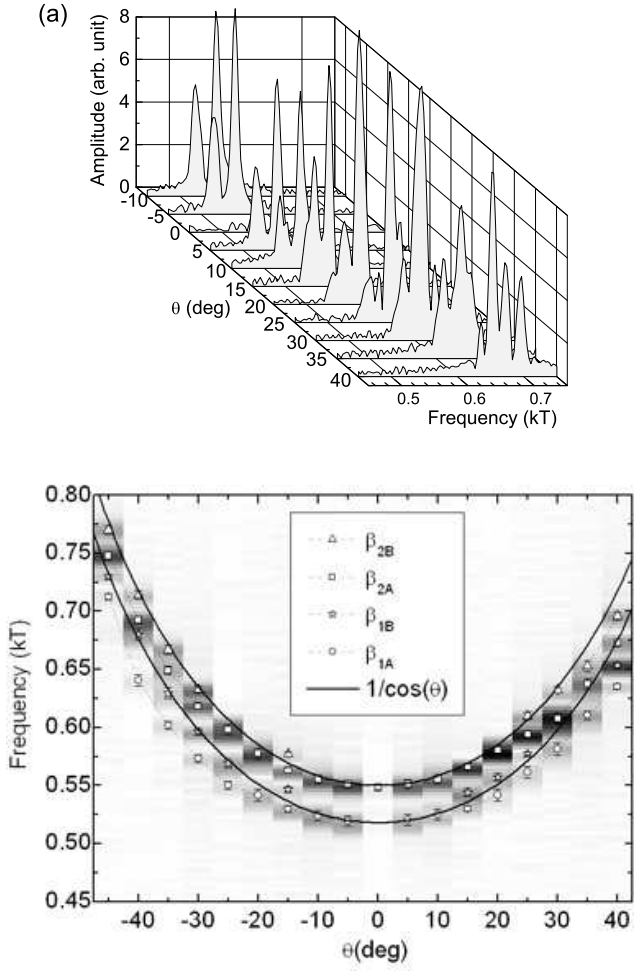 (a)
Amplitude (arb. unit)
8
6
4
2
0
-10
-5
0
5
10
15
20
25
30
35
40
θ (deg)
0.5 0.6 0.7
Frequency (kT)
0.80
0.75
0.70
0.65
0.60
0.55
0.50
0.45
Frequency (kT)
β2B
β2A
β1B
β1A
1/cos(θ)
-40 -30 -20 -10 0 10 20 30 40
θ(deg)